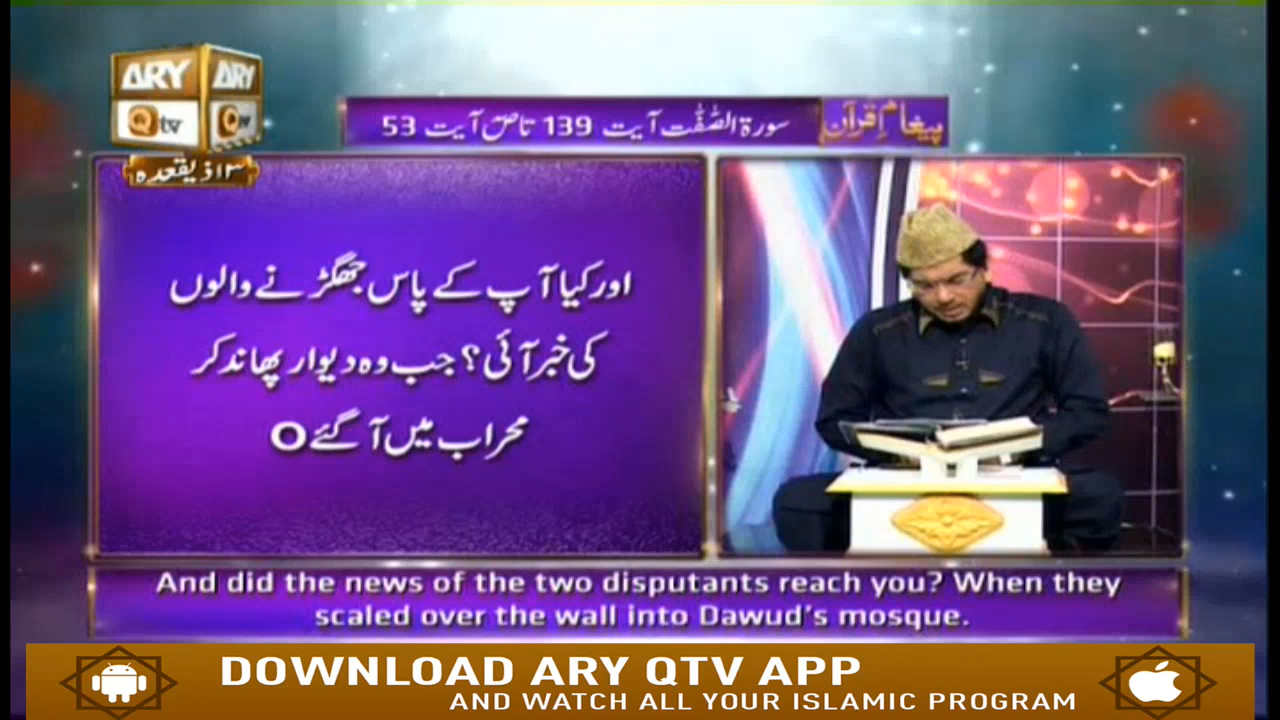 ARY ARY
Qtv Qtv
۱۳ ذیقعدہ
پیغامِ قرآن
سورۃ الصّٰفّٰت آیت 139 تا صٓ آیت 53
اور کیا آپ کے پاس جھگڑنے والوں
کی خبر آئی؟ جب وہ دیوار پھاند کر
محراب میں آ گئے O
And did the news of the two disputants reach you? When they
scaled over the wall into Dawud's mosque.
DOWNLOAD ARY QTV APP
AND WATCH ALL YOUR ISLAMIC PROGRAM